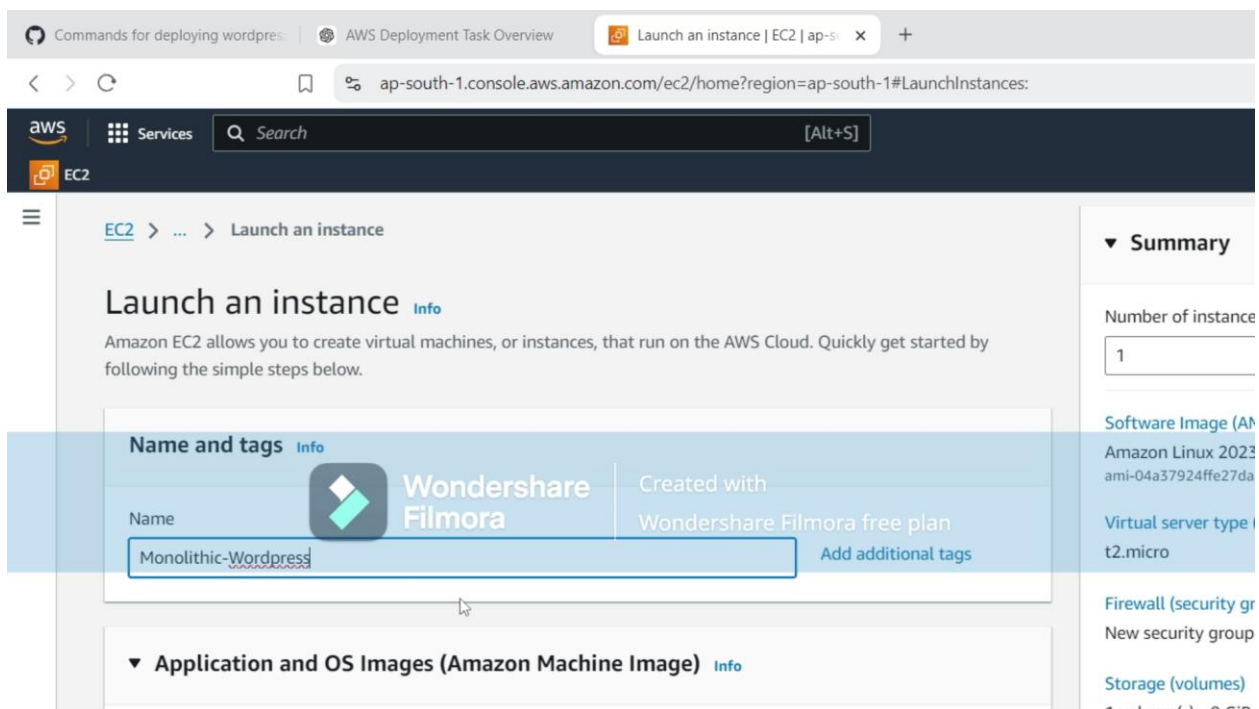 Commands for deploying wordpres
AWS Deployment Task Overview
Launch an instance | EC2 | ap-s
ap-south-1.console.aws.amazon.com/ec2/home?region=ap-south-1#LaunchInstances:
aws
Services
Search
[Alt+S]
EC2
EC2 > ... > Launch an instance
Launch an instance Info
Amazon EC2 allows you to create virtual machines, or instances, that run on the AWS Cloud. Quickly get started by
following the simple steps below.
Name and tags Info
Wondershare
Filmora
Created with
Wondershare Filmora free plan
Name
Monolithic-Wordpress
Add additional tags
Application and OS Images (Amazon Machine Image) Info
Summary
Number of instance
1
Software Image (AM
Amazon Linux 2023
ami-04a37924ffe27da
Virtual server type (
t2.micro
Firewall (security gr
New security group
Storage (volumes)